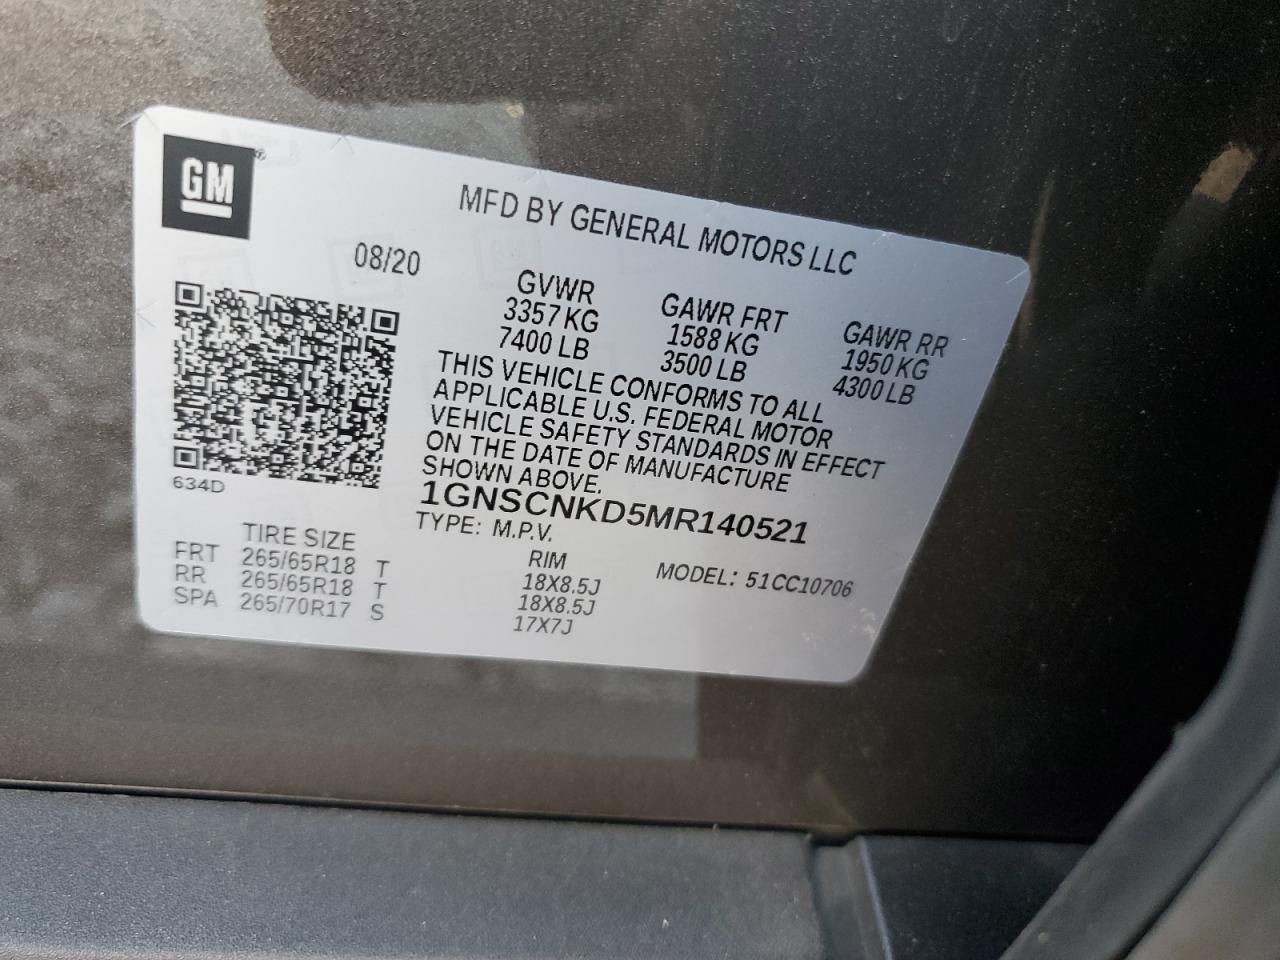 GM®
MFD BY GENERAL MOTORS LLC
08/20
GVWR
3357 KG
7400 LB
GAWR FRT
1588 KG
3500 LB
GAWR RR
1950 KG
4300 LB
THIS VEHICLE CONFORMS TO ALL
APPLICABLE U.S. FEDERAL MOTOR
VEHICLE SAFETY STANDARDS IN EFFECT
ON THE DATE OF MANUFACTURE
SHOWN ABOVE.
1GNSCNKD5MR140521
TYPE: M.P.V.
MODEL: 51CC10706
634D
TIRE SIZE RIM
FRT 265/65R18 T 18X8.5J
RR 265/65R18 T 18X8.5J
SPA 265/70R17 S 17X7J